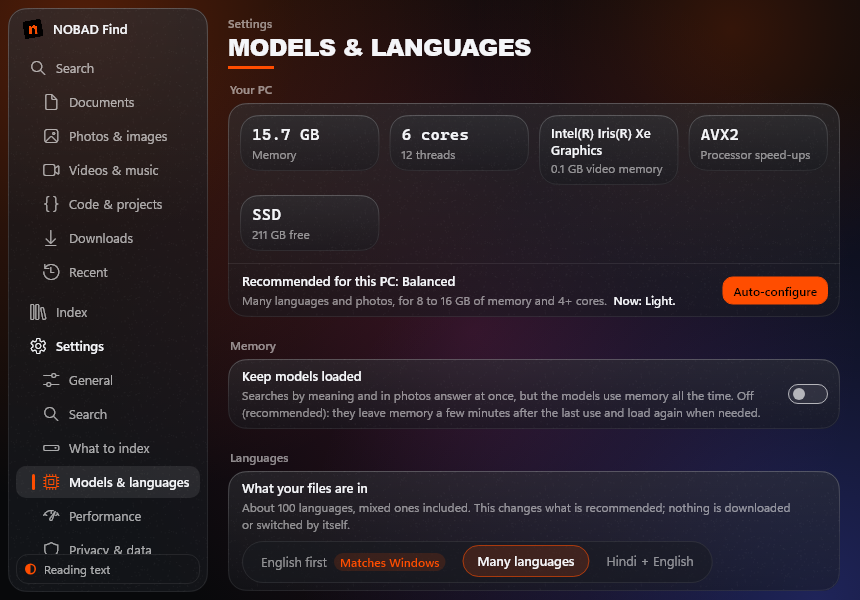 NOBAD Find
Search
Documents
Photos & images
Videos & music
Code & projects
Downloads
Recent
Index
Settings
General
Search
What to index
Models & languages
Performance
Privacy & data
Reading text
Settings
MODELS & LANGUAGES
Your PC
15.7 GB
Memory
6 cores
12 threads
Intel(R) Iris(R) Xe
Graphics
0.1 GB video memory
AVX2
Processor speed-ups
SSD
211 GB free
Recommended for this PC: Balanced
Many languages and photos, for 8 to 16 GB of memory and 4+ cores. Now: Light.
Auto-configure
Memory
Keep models loaded
Searches by meaning and in photos answer at once, but the models use memory all the time. Off
(recommended): they leave memory a few minutes after the last use and load again when needed.
Languages
What your files are in
About 100 languages, mixed ones included. This changes what is recommended; nothing is downloaded
or switched by itself.
English first Matches Windows Many languages Hindi + English